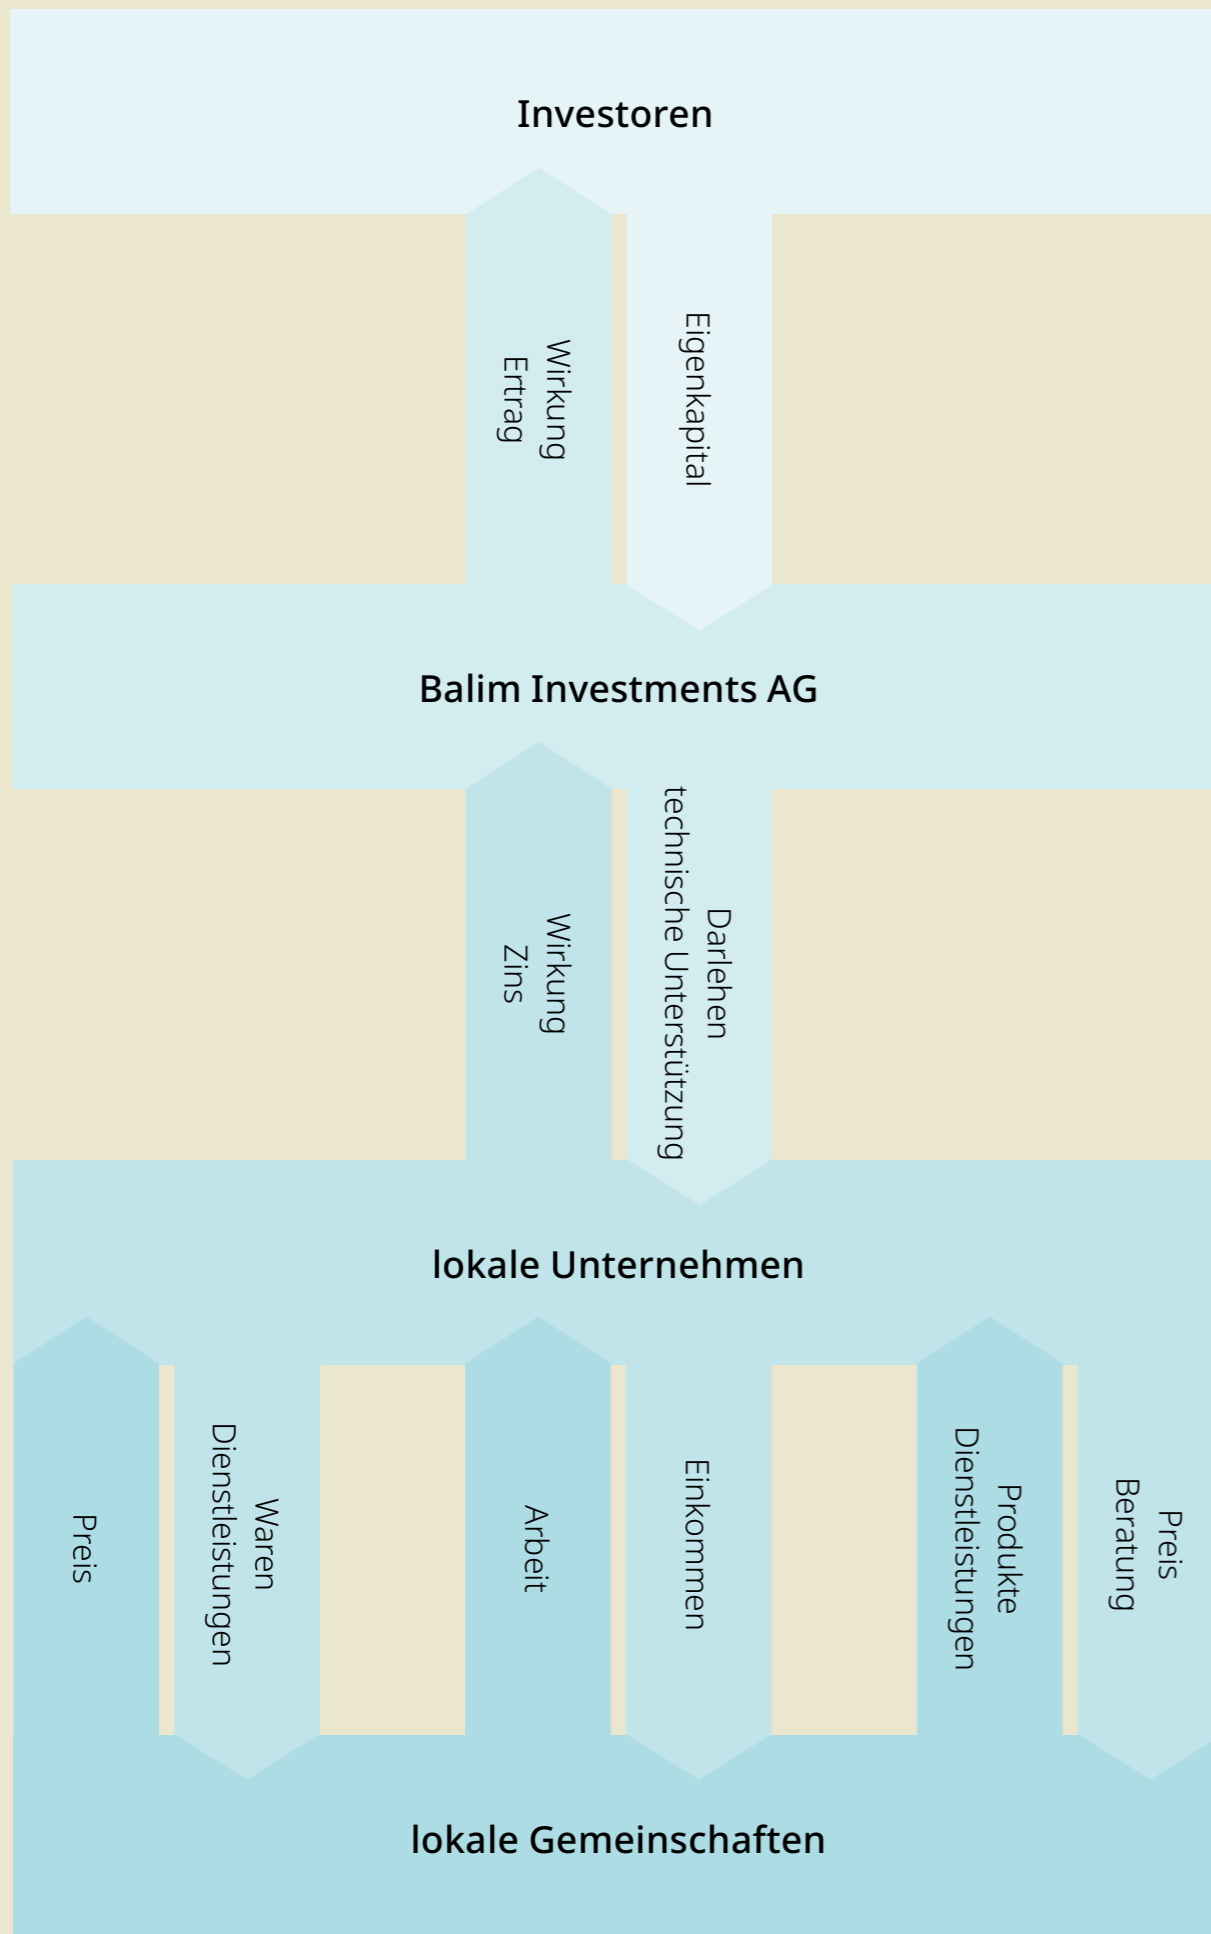 Investoren
Wirkung
Ertrag
Eigenkapital
Balim Investments AG
Wirkung
Zins
Darlehen
technische Unterstützung
lokale Unternehmen
Preis
Waren
Dienstleistungen
Arbeit
Einkommen
Produkte
Dienstleistungen
Preis
Beratung
lokale Gemeinschaften